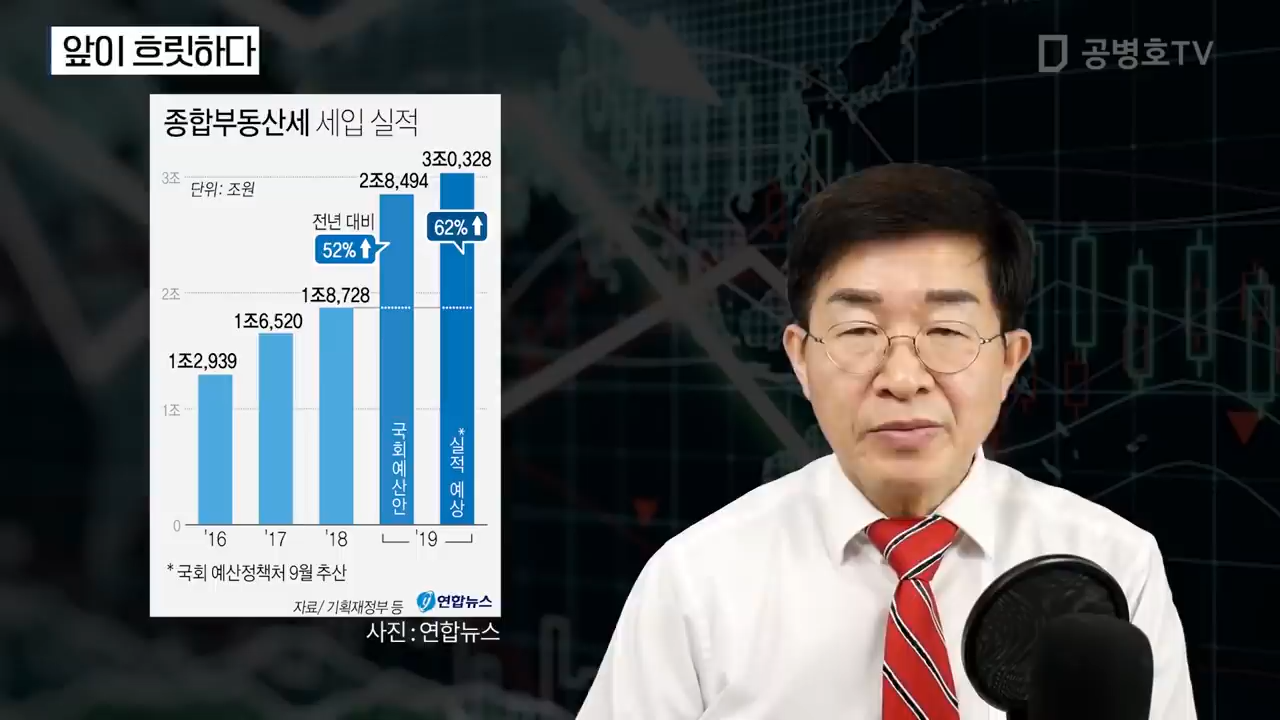 앞이 흐릿하다
공병호TV
종합부동산세 세입 실적
단위: 조원
3조
2조
1조
0
1조2,939
1조6,520
1조8,728
2조8,494
3조0,328
전년 대비
52%
62%
국회예산안
*실적 예상
'16
'17
'18
'19
* 국회 예산정책처 9월 추산
자료/ 기획재정부 등
연합뉴스
사진 : 연합뉴스